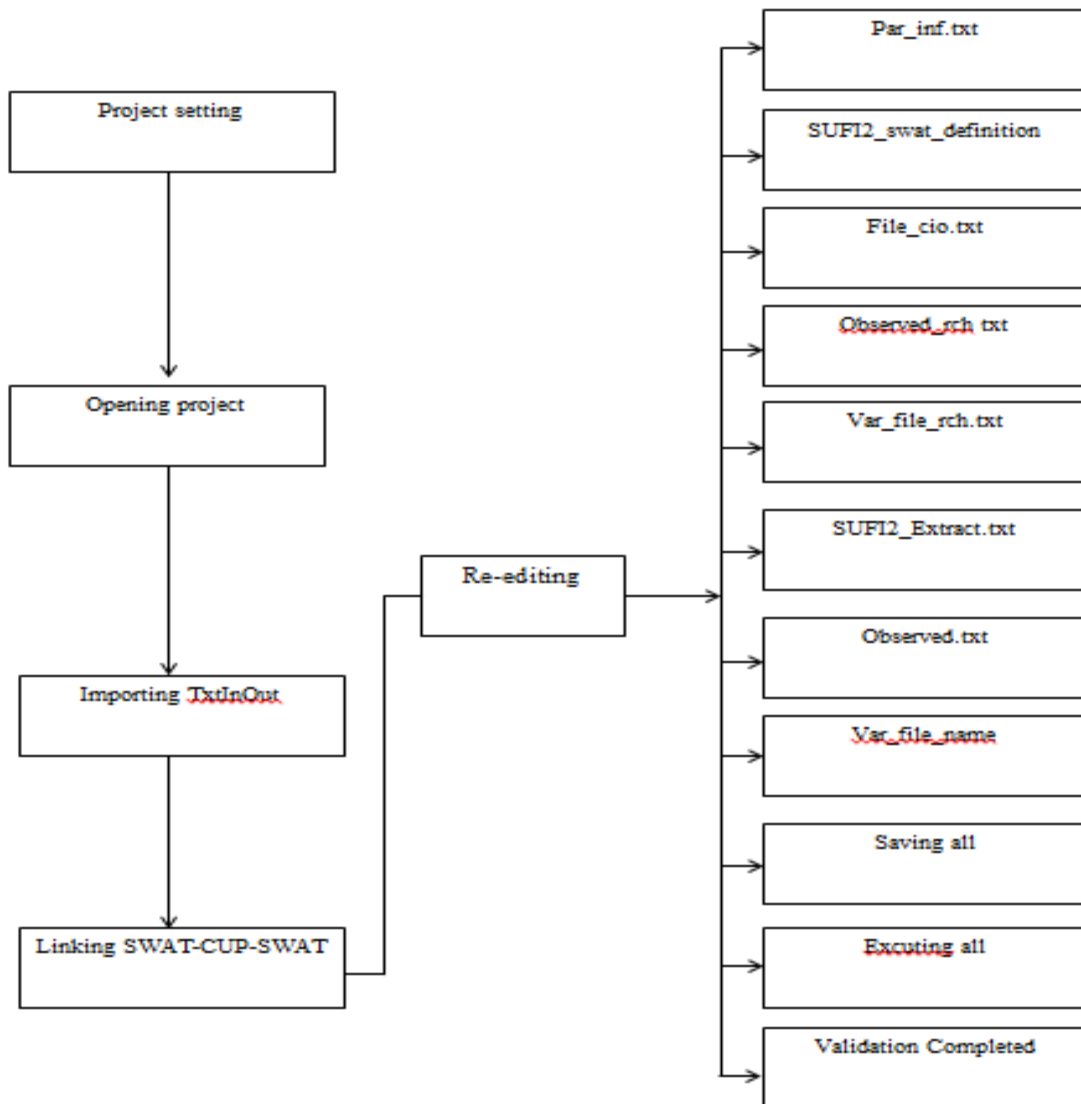 Project setting
Opening project
Importing TxtInOut
Linking SWAT-CUP-SWAT
Re-editing
Par_inf.txt
SUFI2_swat_definition
File_cio.txt
Observed_rch txt
Var_file_rch.txt
SUFI2_Extract.txt
Observed.txt
Var_file_name
Saving all
Excuting all
Validation Completed